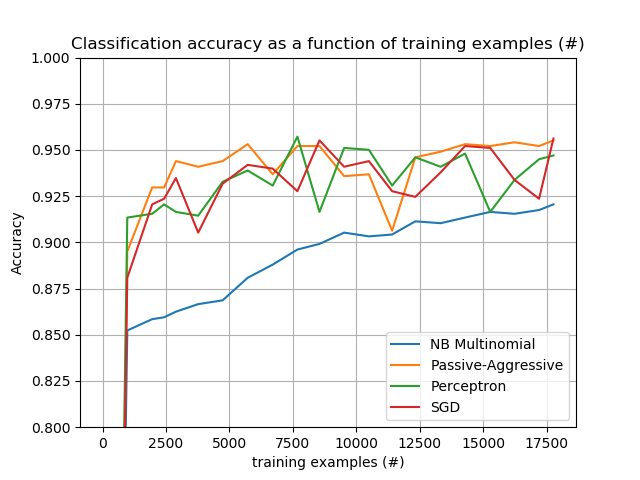 Classification accuracy as a function of training examples (#)
1.000
0.975
0.950
0.925
0.900
0.875
0.850
0.825
0.800
Accuracy
NB Multinomial
Passive-Aggressive
Perceptron
SGD
0 2500 5000 7500 10000 12500 15000 17500
training examples (#)